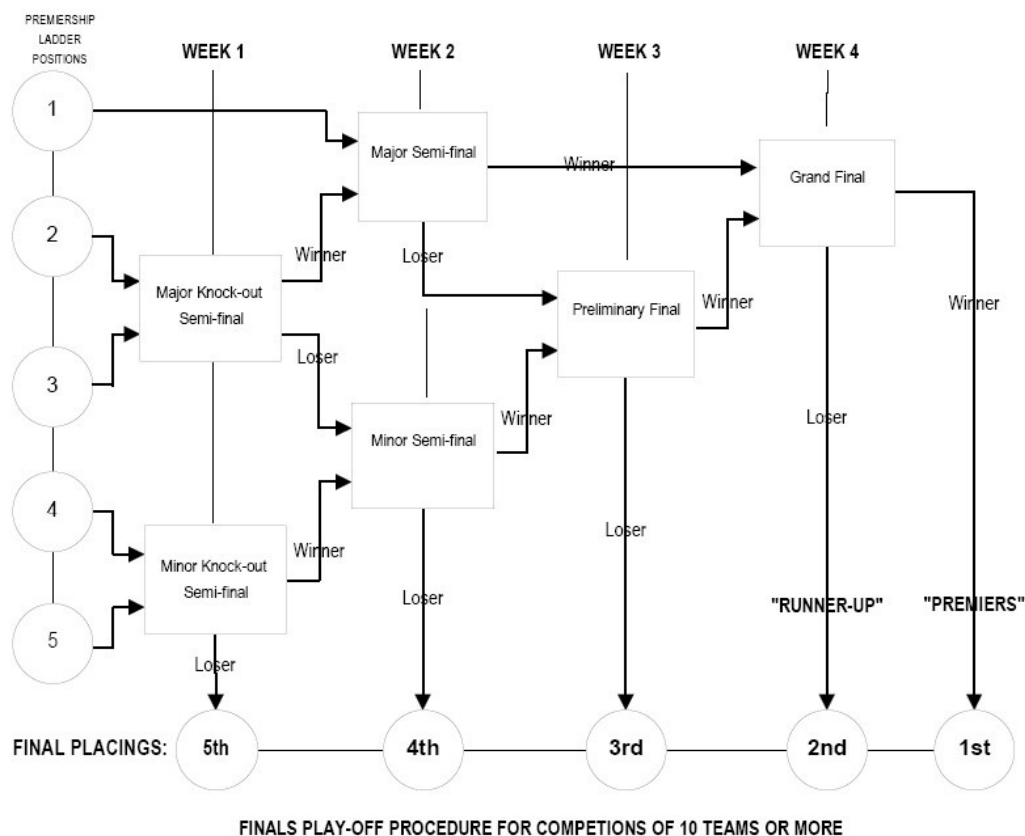 PREMIERSHIP
LADDER
POSITIONS
WEEK 1
WEEK 2
WEEK 3
WEEK 4
1
2
3
4
5
Major Knock-out
Semi-final
Minor Knock-out
Semi-final
Winner
Loser
Winner
Loser
Major Semi-final
Loser
Minor Semi-final
Winner
Loser
Winner
Preliminary Final
Winner
Loser
Grand Final
Loser
Winner
"RUNNER-UP"
"PREMIERS"
FINAL PLACINGS:
5th
4th
3rd
2nd
1st
FINALS PLAY-OFF PROCEDURE FOR COMPETIONS OF 10 TEAMS OR MORE